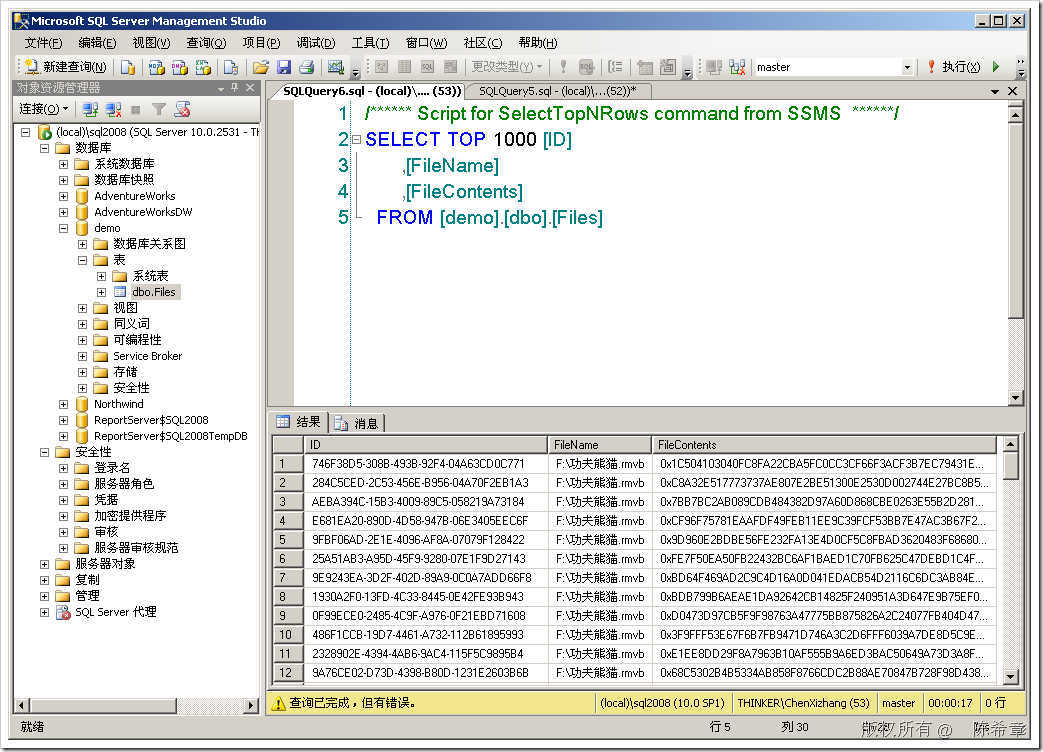 Microsoft SQL Server Management Studio
文件(F) 编辑(E) 视图(V) 查询(Q) 项目(P) 调试(D) 工具(T) 窗口(W) 社区(C) 帮助(H)
新建查询(N) 更改类型(Y) master 执行(X)
对象资源管理器
连接(O)
(local)\sql2008 (SQL Server 10.0.2531 - Th
数据库
系统数据库
数据库快照
AdventureWorks
AdventureWorksDW
demo
数据库关系图
表
系统表
dbo.Files
视图
同义词
可编程性
Service Broker
存储
安全性
Northwind
ReportServer$SQL2008
ReportServer$SQL2008TempDB
安全性
登录名
服务器角色
凭据
加密提供程序
审核
服务器审核规范
服务器对象
复制
管理
SQL Server 代理
SQLQuery6.sql - (local)\.... (53)) SQLQuery5.sql - (local)\...(52))*
1 /****** Script for SelectTopNRows command from SSMS ******/
2 SELECT TOP 1000 [ID]
3 ,[FileName]
4 ,[FileContents]
5 FROM [demo].[dbo].[Files]
结果 消息
ID FileName FileContents
1 746F38D5-308B-493B-92F4-04A63CD0C771 F:\功夫熊猫.rmvb 0x1C504103040FC8FA22CBA5FC0CC3CF66F3ACF3B7EC79431E...
2 284C5CED-2C53-456E-B956-04A70F2EB1A3 F:\功夫熊猫.rmvb 0xC8A32E517773737AE807E2BE51300E2530D002744E27BC8B5...
3 AEBA394C-15B3-4009-89C5-058219A73184 F:\功夫熊猫.rmvb 0x7BB7BC2AB089CDB484382D97A60D868CBE0263E55B2D281...
4 E681EA20-890D-4D58-947B-06E3405EEC6F F:\功夫熊猫.rmvb 0xCF96F75781EAAFDF49FEB11EE9C39FCF53BB7E47AC3B67F2...
5 9FBF06AD-2E1E-4096-AF8A-07079F128422 F:\功夫熊猫.rmvb 0x9D960E2BDBE56FE232FA13E4D0CF5C8FBAD3620483F68680...
6 25A51AB3-A95D-45F9-9280-07E1F9D27143 F:\功夫熊猫.rmvb 0xFE7F50EA50FB22432BC6AF1BAED1C70FB625C47DEBD1C4F...
7 9E9243EA-3D2F-402D-89A9-0C0A7ADD66F8 F:\功夫熊猫.rmvb 0xBD64F469AD2C9C4D16A0D041EDACB54D2116C6DC3AB84E...
8 1930A2F0-13FD-4C33-8445-0E42FE93B943 F:\功夫熊猫.rmvb 0xBDB799B6AEAE1DA92642CB14825F240951A3D647E9B75EF0...
9 0F99ECE0-2485-4C9F-A976-0F21EBD71608 F:\功夫熊猫.rmvb 0xD0473D97CB5F9F98763A47775BB875826A2C24077FB404D47...
10 486F1CCB-19D7-4461-A732-112B61895993 F:\功夫熊猫.rmvb 0x3F9FFF53E67F6B7FB9471D746A3C2D6FFF6039A7DE8D5C9E...
11 2328902E-4394-4AB6-9AC4-115F5C9895B4 F:\功夫熊猫.rmvb 0xE1EE8DD29F8A7963B10AF555B9A6ED3BAC50649A73D3A8F...
12 9A76CE02-D73D-4398-B80D-1231E2603B6B F:\功夫熊猫.rmvb 0x68C5302B4B5334AB858F8766CDC2B88AE70847B728F98D438...
查询已完成，但有错误。 (local)\sql2008 (10.0 SP1) THINKER\ChenXizhang (53) master 00:00:17 0 行
就绪 行 5 列 30
版权所有 @ 陈希章